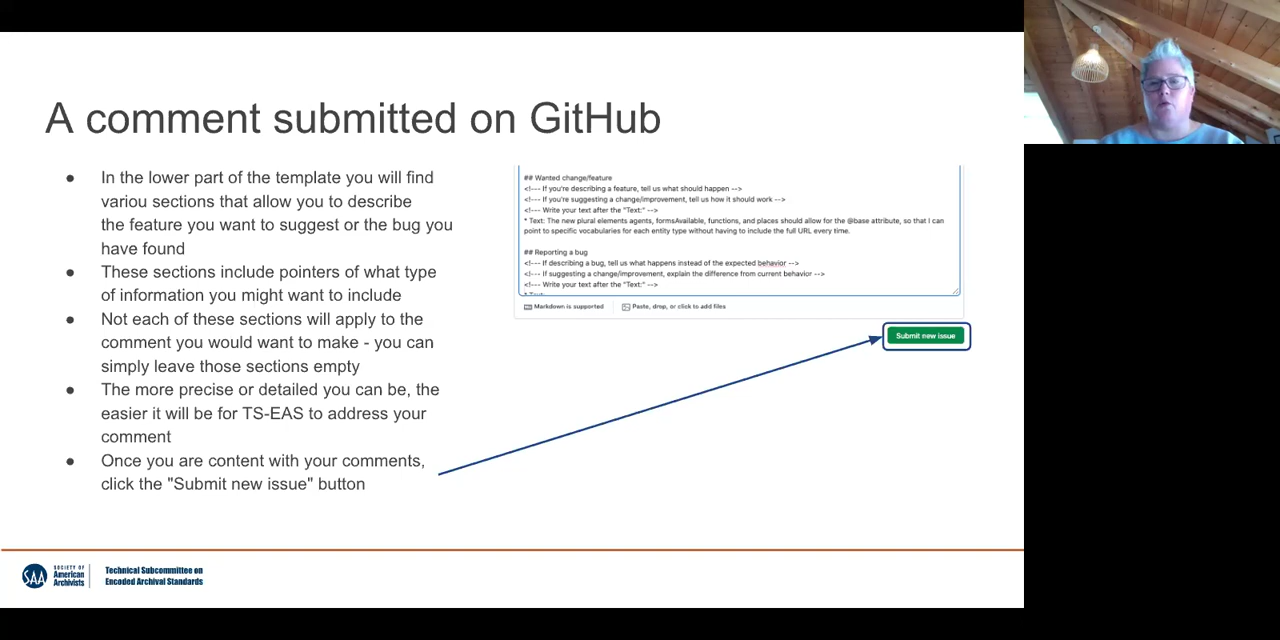 A comment submitted on GitHub
● In the lower part of the template you will find
variou sections that allow you to describe
the feature you want to suggest or the bug you
have found
● These sections include pointers of what type
of information you might want to include
● Not each of these sections will apply to the
comment you would want to make - you can
simply leave those sections empty
● The more precise or detailed you can be, the
easier it will be for TS-EAS to address your
comment
● Once you are content with your comments,
click the "Submit new issue" button
## Wanted change/feature
<!--- If you're describing a feature, tell us what should happen -->
<!--- If you're suggesting a change/improvement, tell us how it should work -->
<!--- Write your text after the "Text:" -->
* Text: The new plural elements agents, formsAvailable, functions, and places should allow for the @base attribute, so that I can
point to specific vocabularies for each entity type without having to include the full URL every time.
## Reporting a bug
<!--- If describing a bug, tell us what happens instead of the expected behavior -->
<!--- If suggesting a change/improvement, explain the difference from current behavior -->
<!--- Write your text after the "Text:" -->
Markdown is supported
Paste, drop, or click to add files
Submit new issue
SAA
SOCIETY OF
American
Archivists
Technical Subcommittee on
Encoded Archival Standards